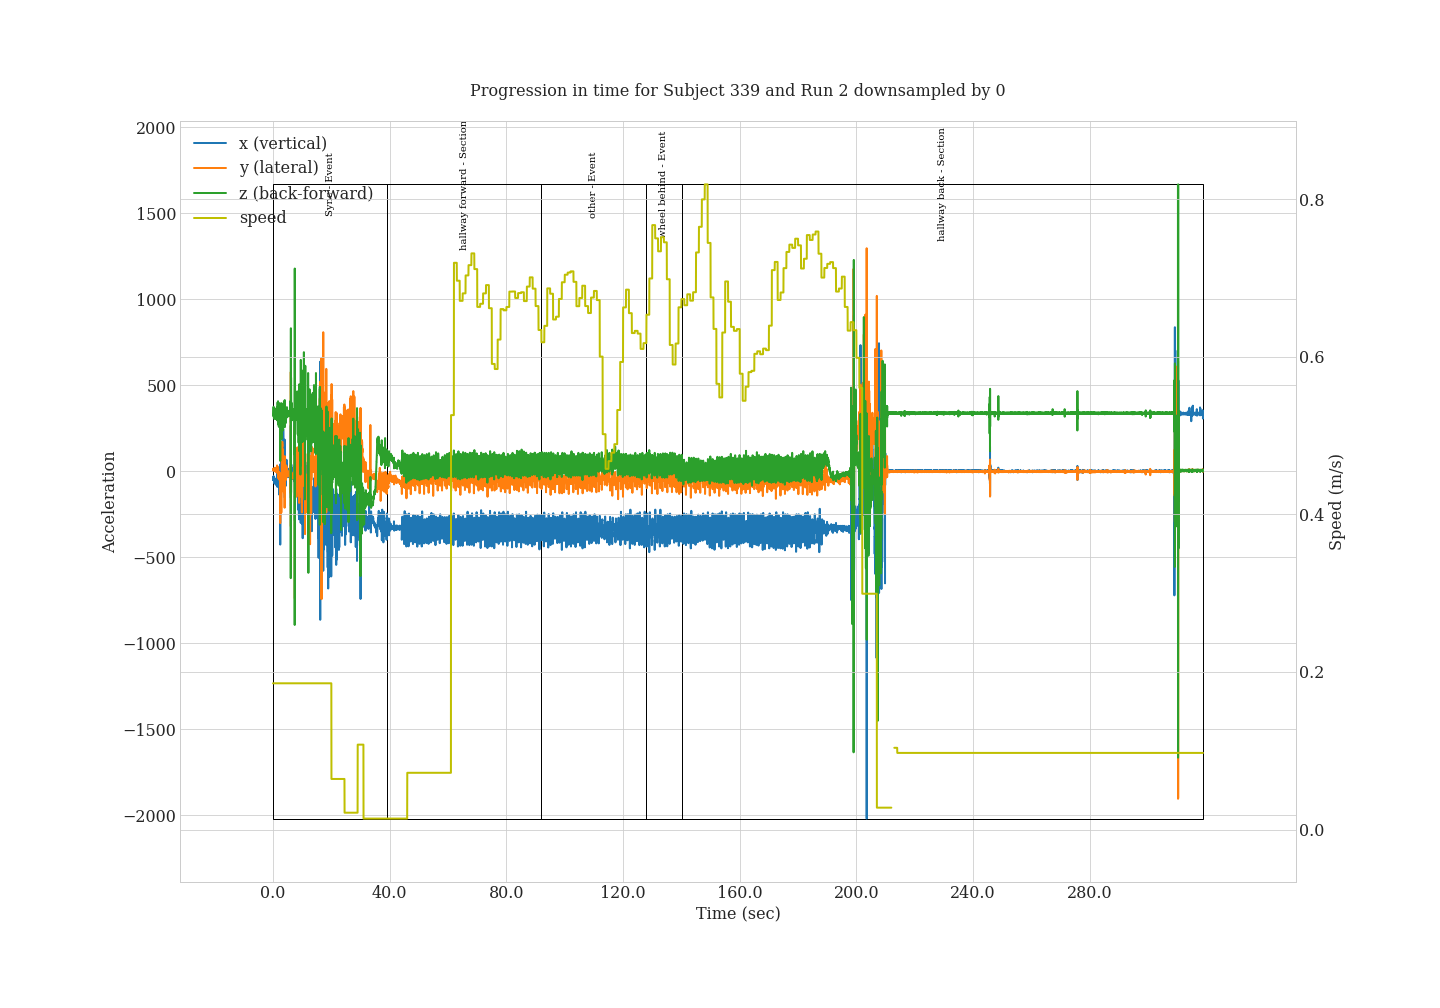 Progression in time for Subject 339 and Run 2 downsampled by 0
x (vertical)
y (lateral)
z (back-forward)
speed
Sync - Event
hallway forward - Section
other - Event
wheel behind - Event
hallway back - Section
2000
1500
1000
500
0
−500
−1000
−1500
−2000
Acceleration
0.8
0.6
0.4
0.2
0.0
Speed (m/s)
0.0 40.0 80.0 120.0 160.0 200.0 240.0 280.0
Time (sec)